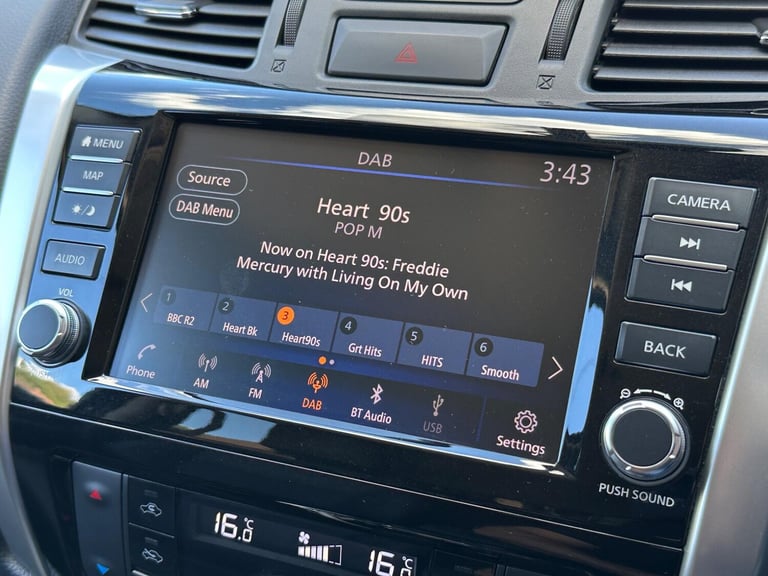 MENU
MAP
AUDIO
VOL
DAB
3:43
Source
DAB Menu
Heart 90s
POP M
Now on Heart 90s: Freddie
Mercury with Living On My Own
1 BBC R2
2 Heart Bk
3 Heart90s
4 Grt Hits
5 HITS
6 Smooth
Phone
AM
FM
DAB
BT Audio
USB
Settings
CAMERA
BACK
PUSH SOUND
16.0°C
16.0°C